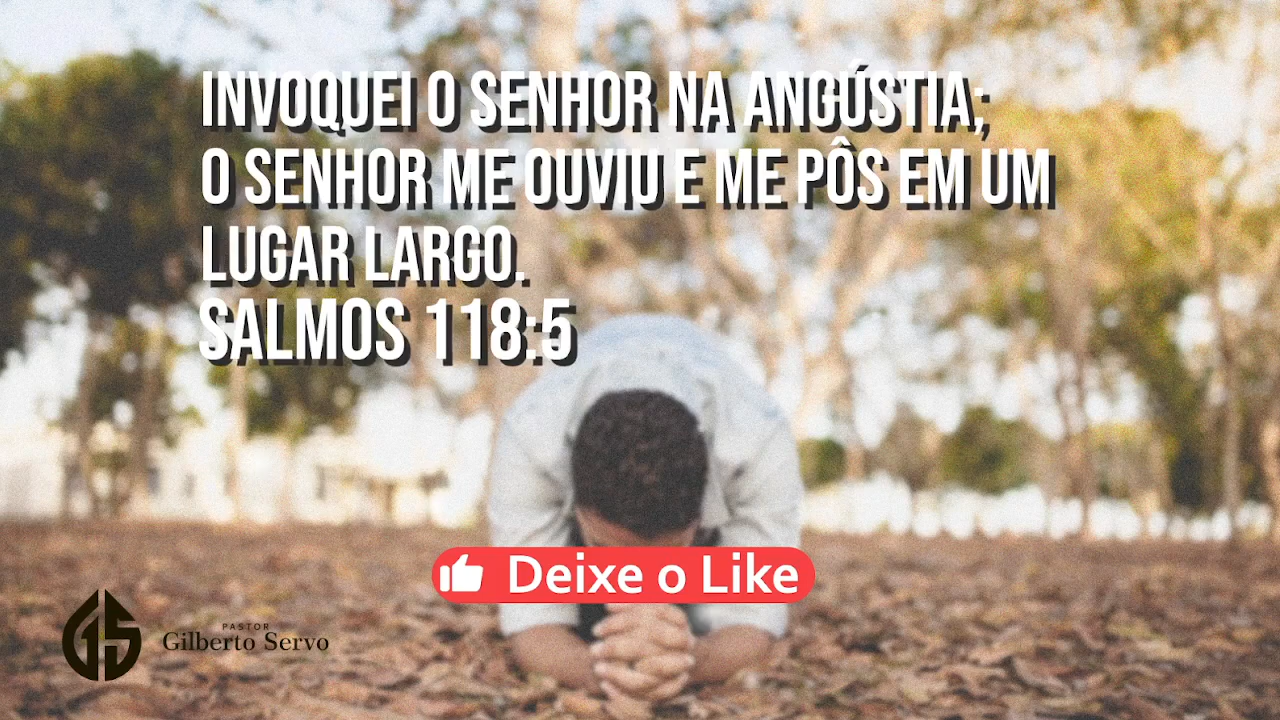 INVOQUEI O SENHOR NA ANGÚSTIA;
O SENHOR ME OUVIU E ME PÔS EM UM
LUGAR LARGO.
SALMOS 118:5
Deixe o Like
GS
PASTOR
Gilberto Servo